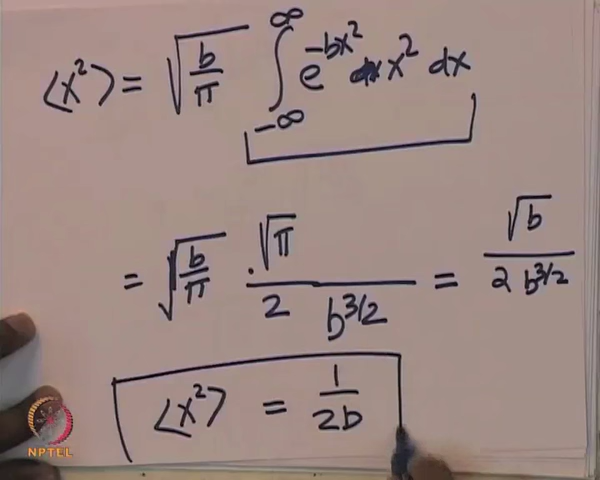 ⟨x²⟩ = √(b/π) ∫_{-∞}^{∞} e^{-bx²} x² dx
= √(b/π) · √π / (2 b^{3/2}) = √b / (2 b^{3/2})
⟨x²⟩ = 1/(2b)
NPTEL